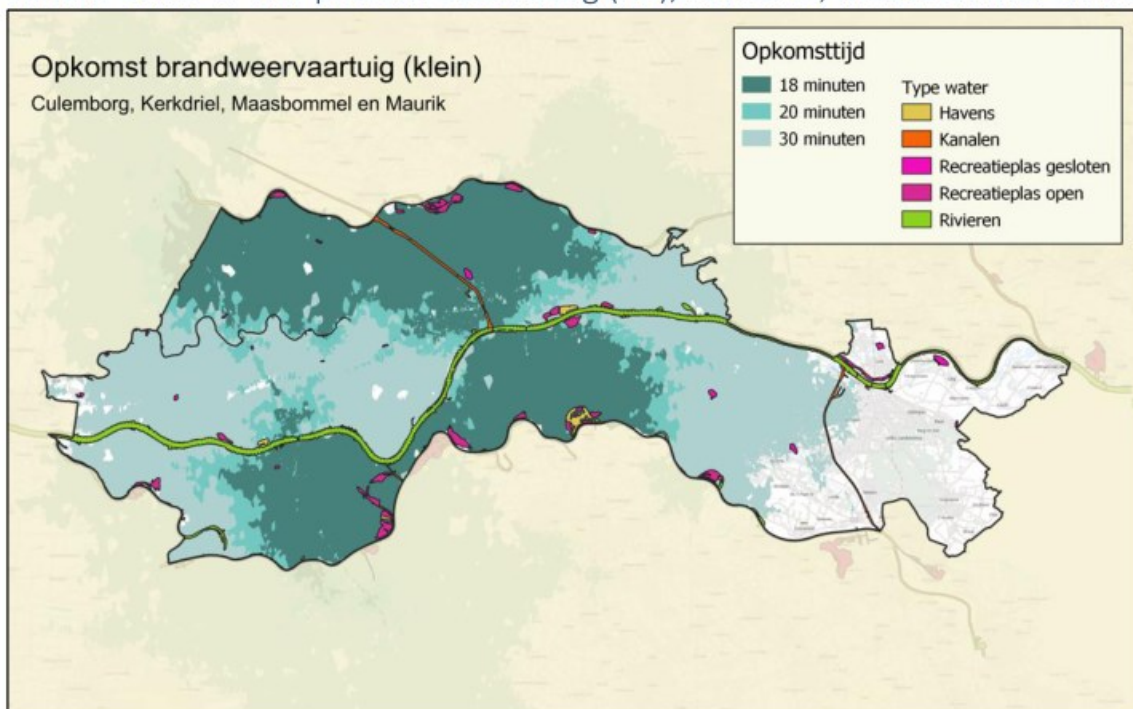 Opkomst brandweervaartuig (klein)
Culemborg, Kerkdriel, Maasbommel en Maurik
Opkomsttijd
18 minuten
20 minuten
30 minuten
Type water
Havens
Kanalen
Recreatieplas gesloten
Recreatieplas open
Rivieren